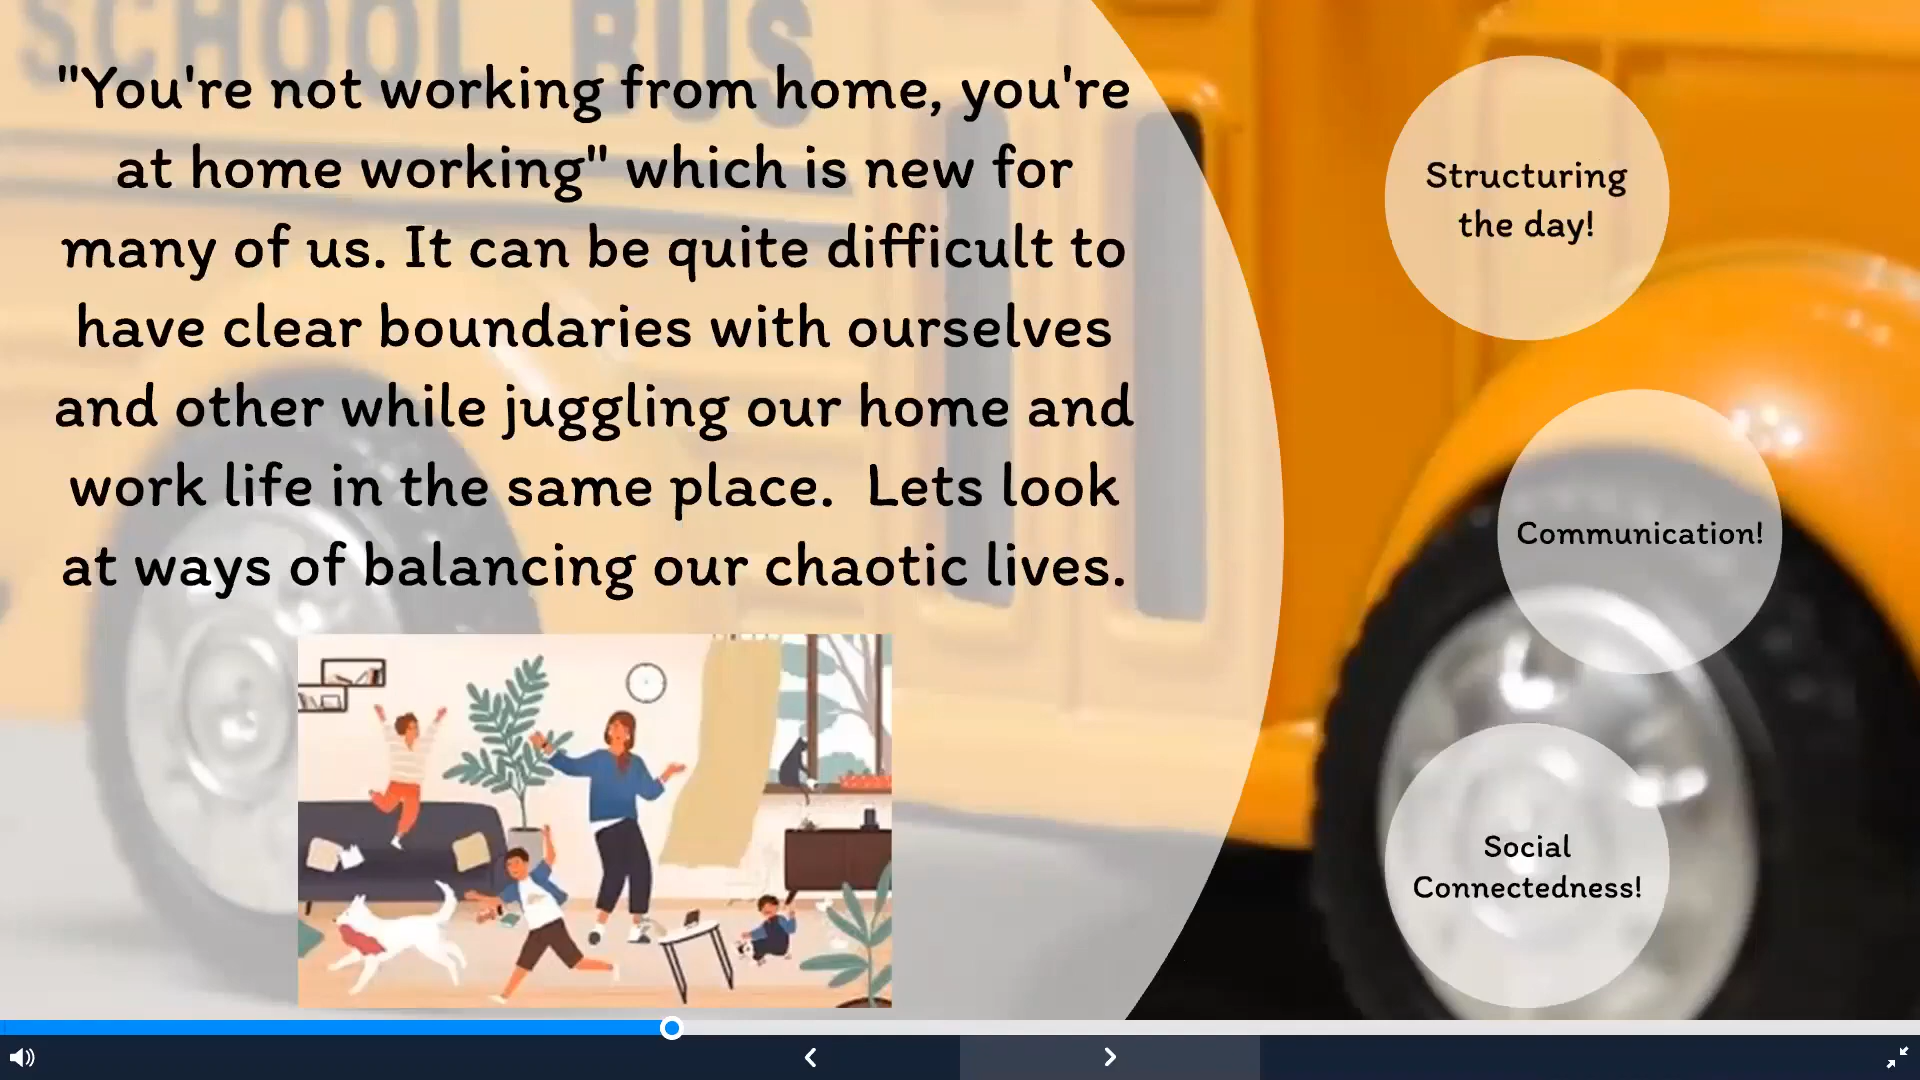 SCHOOL BUS
"You're not working from home, you're
at home working" which is new for
many of us. It can be quite difficult to
have clear boundaries with ourselves
and other while juggling our home and
work life in the same place.  Lets look
at ways of balancing our chaotic lives.
Structuring
the day!
Communication!
Social
Connectedness!